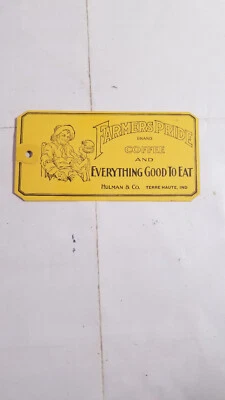 FARMERS PRIDE
BRAND
COFFEE
AND
EVERYTHING GOOD TO EAT
HULMAN & CO. TERRE HAUTE, IND.